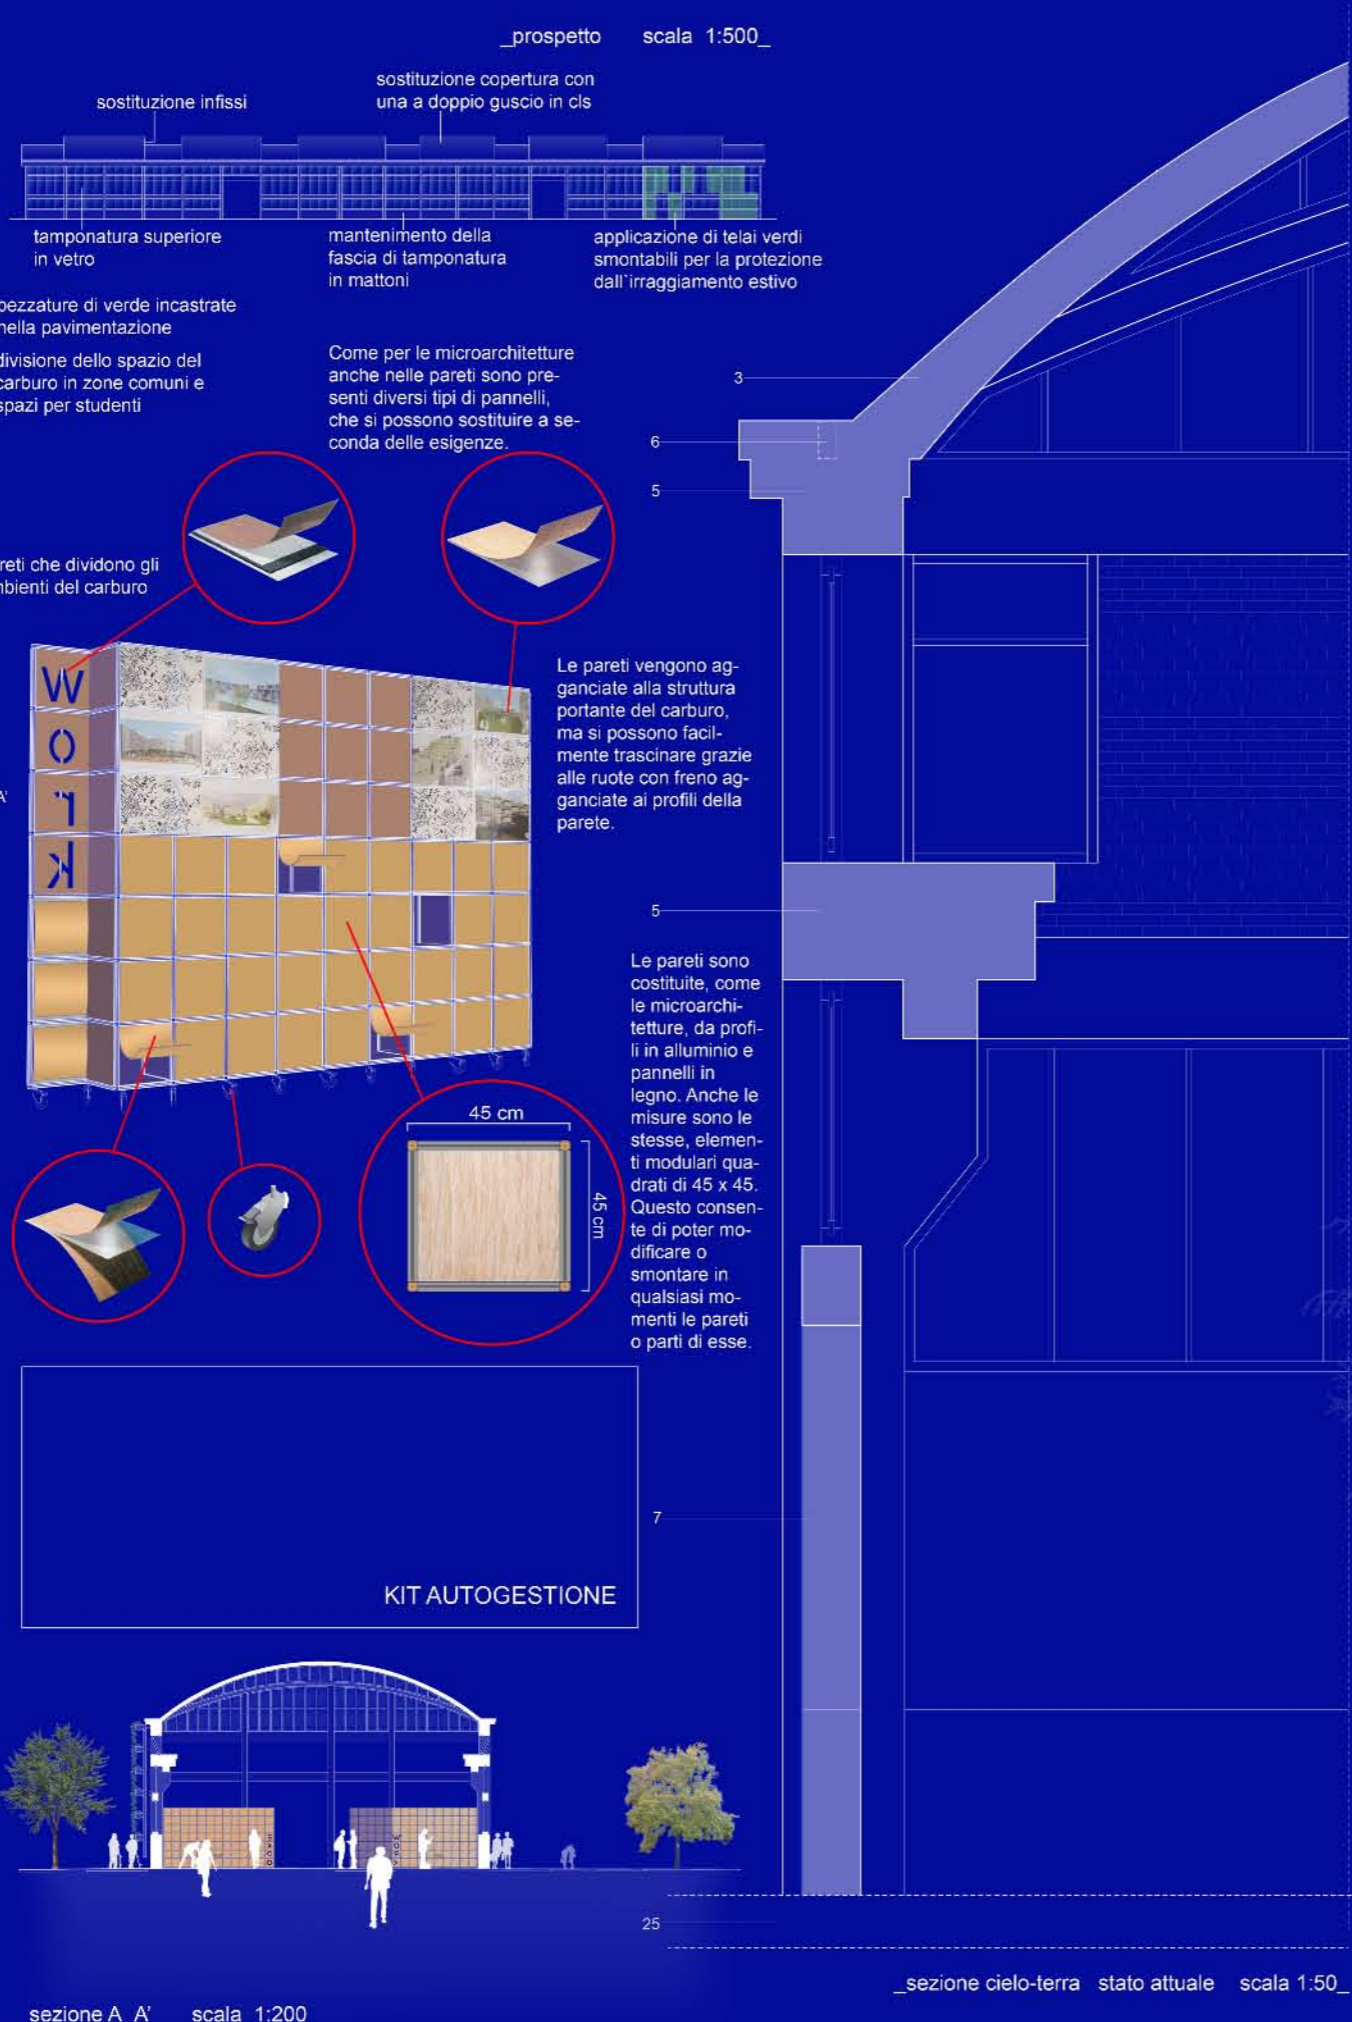 _prospetto scala 1:500_
sostituzione infissi
sostituzione copertura con
una a doppio guscio in cls
tamponatura superiore
in vetro
mantenimento della
fascia di tamponatura
in mattoni
applicazione di telai verdi
smontabili per la protezione
dall`irraggiamento estivo
pezzature di verde incastrate
nella pavimentazione
divisione dello spazio del
carburo in zone comuni e
spazi per studenti
Come per le microarchitetture
anche nelle pareti sono pre-
senti diversi tipi di pannelli,
che si possono sostituire a se-
conda delle esigenze.
3
6
5
reti che dividono gli
mbienti del carburo
W
o
r
k
A'
Le pareti vengono ag-
ganciate alla struttura
portante del carburo,
ma si possono facil-
mente trascinare grazie
alle ruote con freno ag-
ganciate ai profili della
parete.
5
Le pareti sono
costituite, come
le microarchi-
tetture, da profi-
li in alluminio e
pannelli in
legno. Anche le
misure sono le
stesse, elemen-
ti modulari qua-
drati di 45 x 45.
Questo consen-
te di poter mo-
dificare o
smontare in
qualsiasi mo-
menti le pareti
o parti di esse.
45 cm
45 cm
7
KIT AUTOGESTIONE
25
_sezione cielo-terra stato attuale scala 1:50_
sezione A_A' scala 1:200